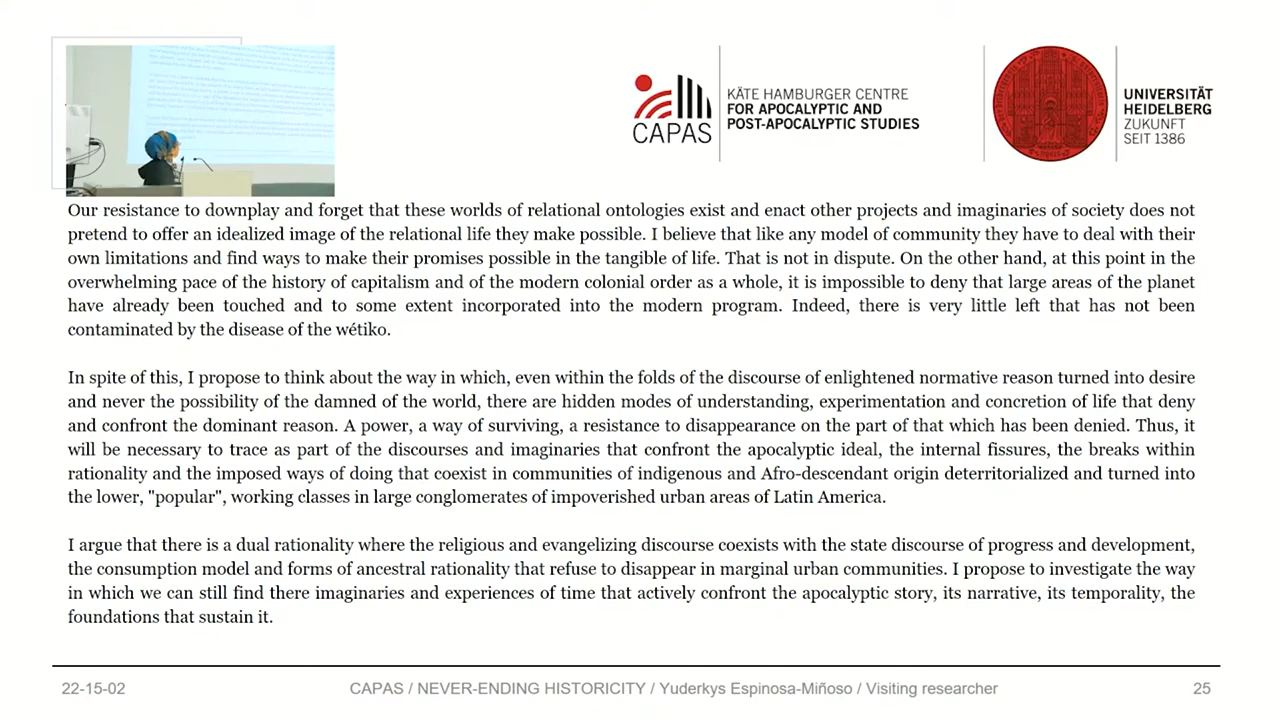 CAPAS
KÄTE HAMBURGER CENTRE
FOR APOCALYPTIC AND
POST-APOCALYPTIC STUDIES
UNIVERSITÄT
HEIDELBERG
ZUKUNFT
SEIT 1386
Our resistance to downplay and forget that these worlds of relational ontologies exist and enact other projects and imaginaries of society does not
pretend to offer an idealized image of the relational life they make possible. I believe that like any model of community they have to deal with their
own limitations and find ways to make their promises possible in the tangible of life. That is not in dispute. On the other hand, at this point in the
overwhelming pace of the history of capitalism and of the modern colonial order as a whole, it is impossible to deny that large areas of the planet
have already been touched and to some extent incorporated into the modern program. Indeed, there is very little left that has not been
contaminated by the disease of the wétiko.
In spite of this, I propose to think about the way in which, even within the folds of the discourse of enlightened normative reason turned into desire
and never the possibility of the damned of the world, there are hidden modes of understanding, experimentation and concretion of life that deny
and confront the dominant reason. A power, a way of surviving, a resistance to disappearance on the part of that which has been denied. Thus, it
will be necessary to trace as part of the discourses and imaginaries that confront the apocalyptic ideal, the internal fissures, the breaks within
rationality and the imposed ways of doing that coexist in communities of indigenous and Afro-descendant origin deterritorialized and turned into
the lower, "popular", working classes in large conglomerates of impoverished urban areas of Latin America.
I argue that there is a dual rationality where the religious and evangelizing discourse coexists with the state discourse of progress and development,
the consumption model and forms of ancestral rationality that refuse to disappear in marginal urban communities. I propose to investigate the way
in which we can still find there imaginaries and experiences of time that actively confront the apocalyptic story, its narrative, its temporality, the
foundations that sustain it.
22-15-02
CAPAS / NEVER-ENDING HISTORICITY / Yuderkys Espinosa-Miñoso / Visiting researcher
25